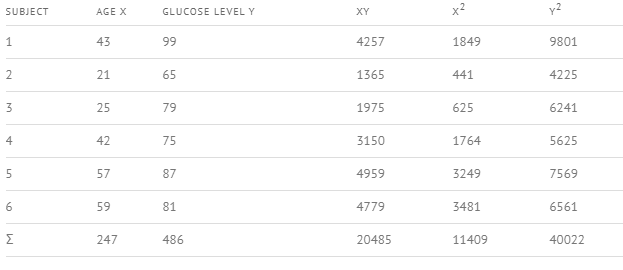 SUBJECT AGE X GLUCOSE LEVEL Y XY X² Y²
1 43 99 4257 1849 9801
2 21 65 1365 441 4225
3 25 79 1975 625 6241
4 42 75 3150 1764 5625
5 57 87 4959 3249 7569
6 59 81 4779 3481 6561
Σ 247 486 20485 11409 40022